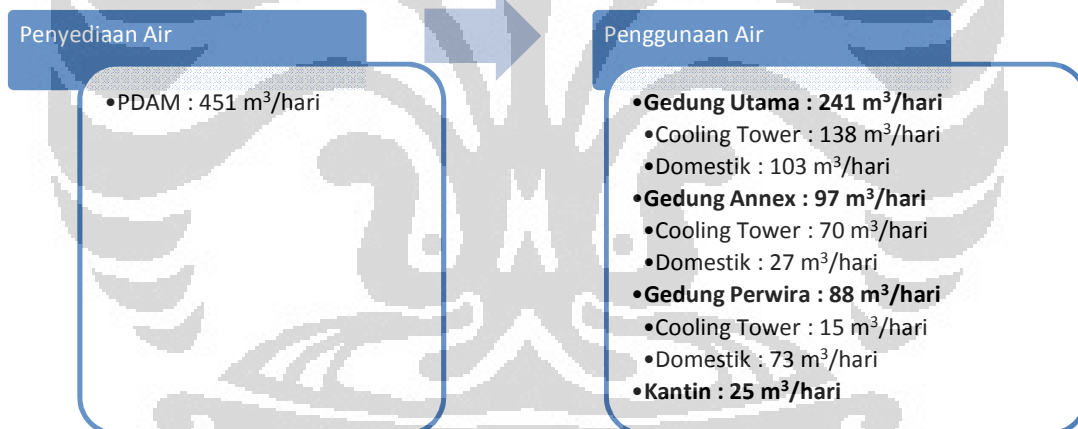 Penyediaan Air
•PDAM : 451 m³/hari
Penggunaan Air
•Gedung Utama : 241 m³/hari
•Cooling Tower : 138 m³/hari
•Domestik : 103 m³/hari
•Gedung Annex : 97 m³/hari
•Cooling Tower : 70 m³/hari
•Domestik : 27 m³/hari
•Gedung Perwira : 88 m³/hari
•Cooling Tower : 15 m³/hari
•Domestik : 73 m³/hari
•Kantin : 25 m³/hari